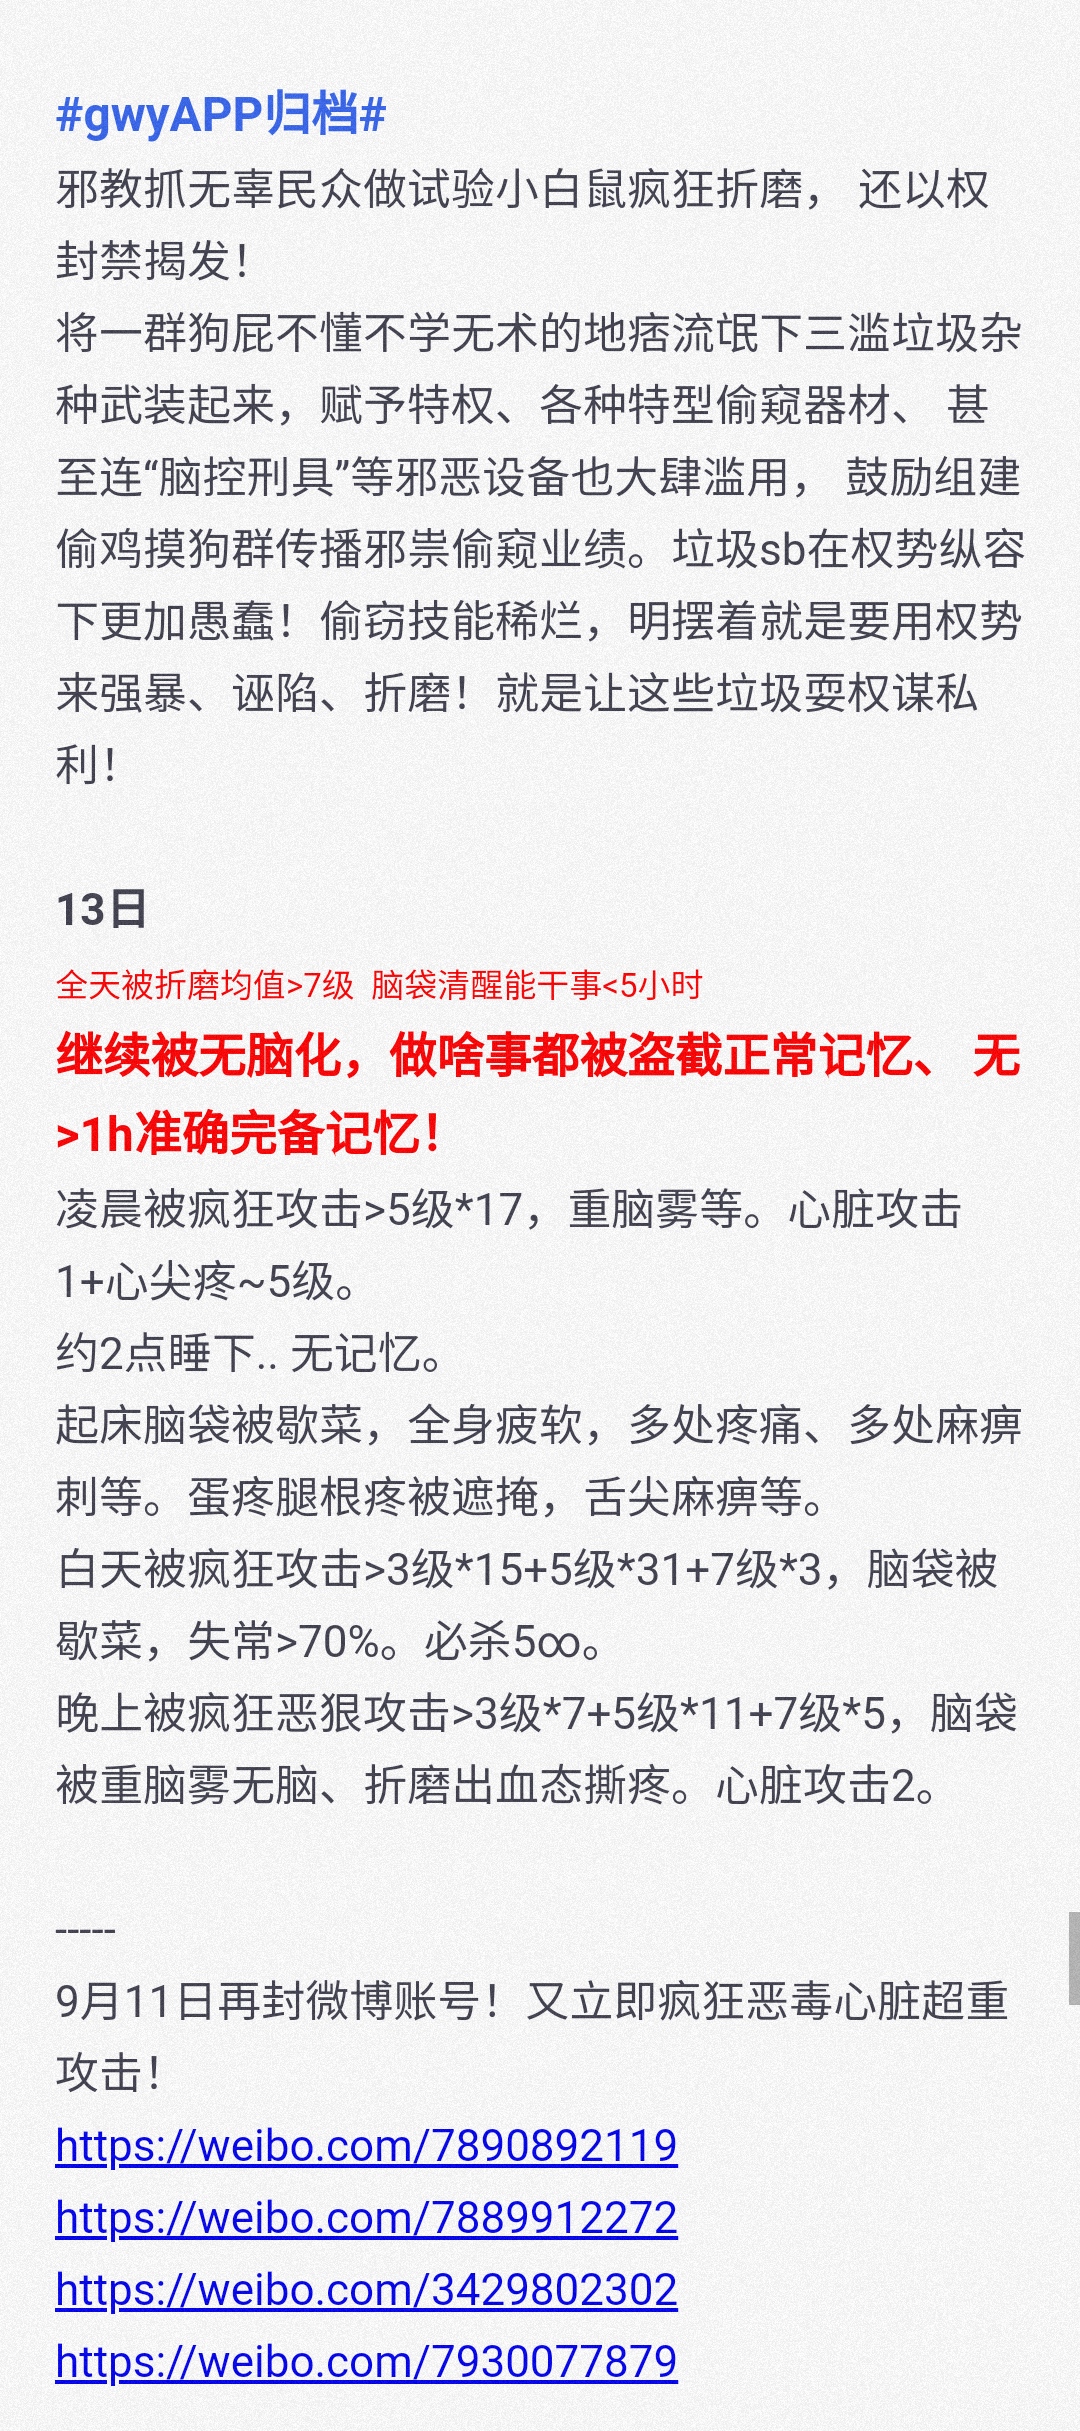 #gwyAPP归档#
邪教抓无辜民众做试验小白鼠疯狂折磨， 还以权
封禁揭发！
将一群狗屁不懂不学无术的地痞流氓下三滥垃圾杂
种武装起来，赋予特权、各种特型偷窥器材、 甚
至连“脑控刑具”等邪恶设备也大肆滥用， 鼓励组建
偷鸡摸狗群传播邪祟偷窥业绩。垃圾sb在权势纵容
下更加愚蠢！偷窃技能稀烂，明摆着就是要用权势
来强暴、诬陷、折磨！就是让这些垃圾耍权谋私
利！
13日
全天被折磨均值>7级 脑袋清醒能干事<5小时
继续被无脑化，做啥事都被盗截正常记忆、 无
>1h准确完备记忆！
凌晨被疯狂攻击>5级*17，重脑雾等。心脏攻击
1+心尖疼~5级。
约2点睡下.. 无记忆。
起床脑袋被歇菜，全身疲软，多处疼痛、多处麻痹
刺等。蛋疼腿根疼被遮掩，舌尖麻痹等。
白天被疯狂攻击>3级*15+5级*31+7级*3，脑袋被
歇菜，失常>70%。必杀5∞。
晚上被疯狂恶狠攻击>3级*7+5级*11+7级*5，脑袋
被重脑雾无脑、折磨出血态撕疼。心脏攻击2。
-----
9月11日再封微博账号！又立即疯狂恶毒心脏超重
攻击！
https://weibo.com/7890892119
https://weibo.com/7889912272
https://weibo.com/3429802302
https://weibo.com/7930077879